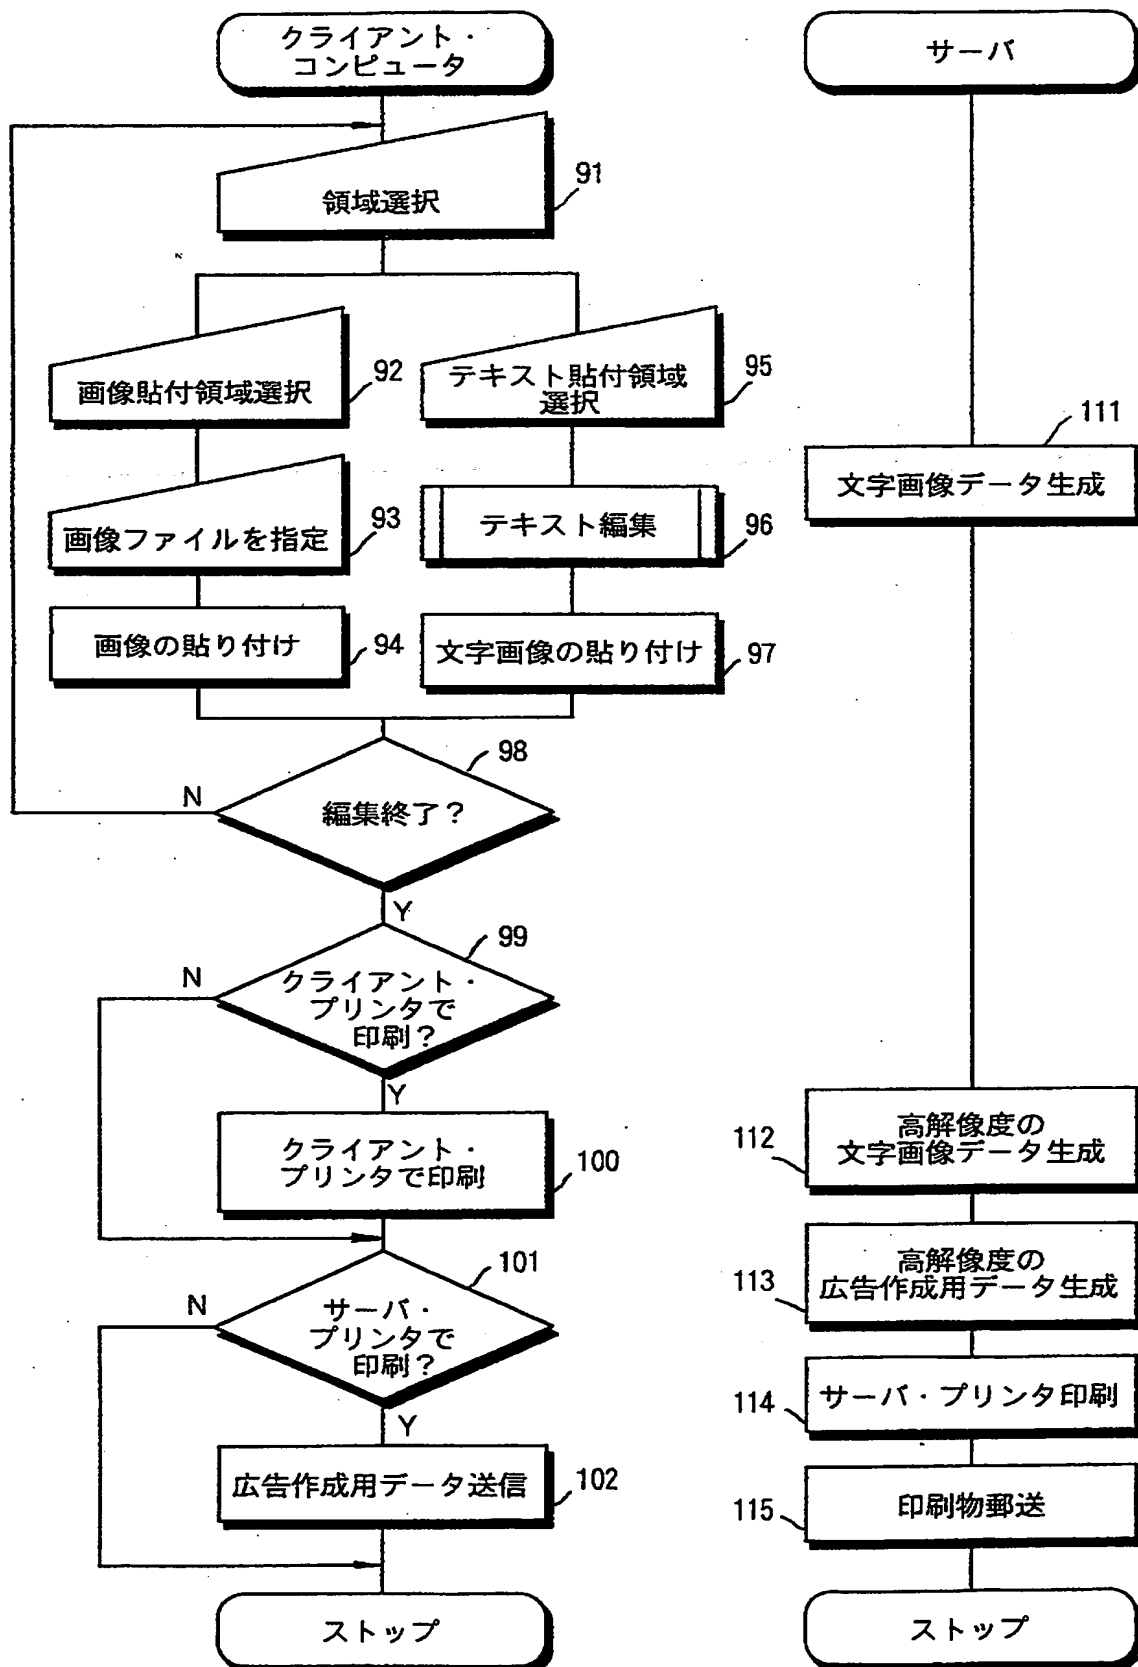 クライアント・
コンピュータ
領域選択
91
画像貼付領域選択
92
画像ファイルを指定
93
画像の貼り付け
94
テキスト貼付領域
選択
95
テキスト編集
96
文字画像の貼り付け
97
98
N
編集終了？
Y
99
N
クライアント・
プリンタで
印刷？
Y
クライアント・
プリンタで印刷
100
101
N
サーバ・
プリンタで
印刷？
Y
広告作成用データ送信
102
ストップ
サーバ
111
文字画像データ生成
112
高解像度の
文字画像データ生成
113
高解像度の
広告作成用データ生成
114
サーバ・プリンタ印刷
115
印刷物郵送
ストップ